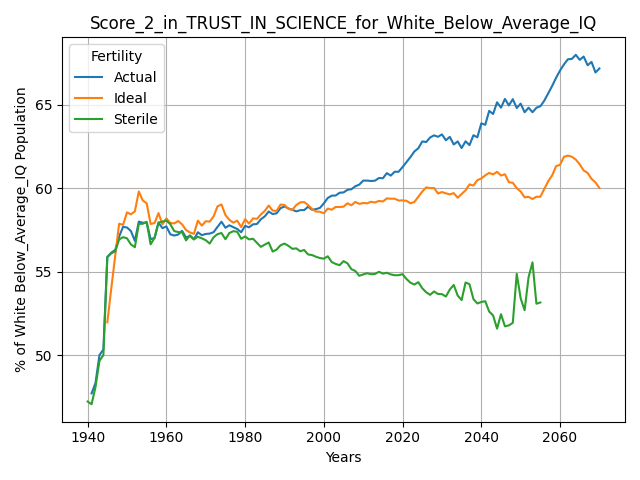 Score_2_in_TRUST_IN_SCIENCE_for_White_Below_Average_IQ
Fertility
Actual
Ideal
Sterile
% of White Below_Average_IQ Population
65
60
55
50
1940
1960
1980
2000
2020
2040
2060
Years